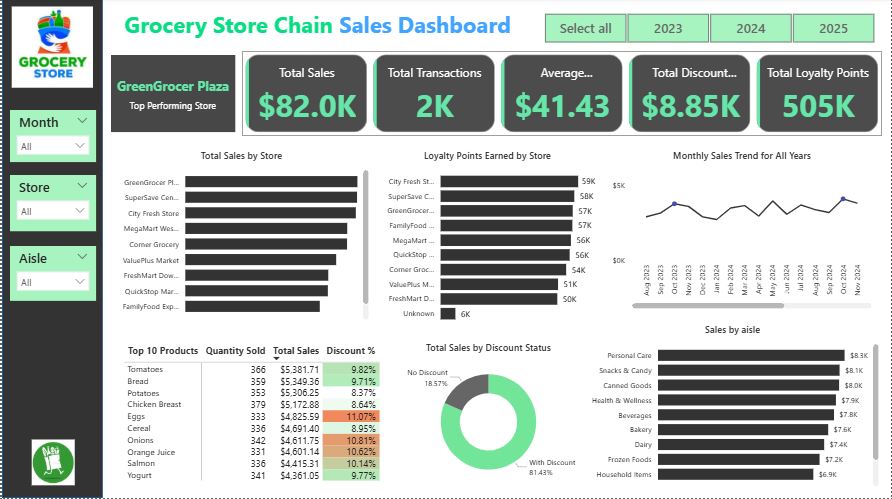 GROCERY
STORE
Grocery Store Chain Sales Dashboard
Select all
2023
2024
2025
GreenGrocer Plaza
Top Performing Store
Total Sales
$82.0K
Total Transactions
2K
Average...
$41.43
Total Discount...
$8.85K
Total Loyalty Points
505K
Month
All
Store
All
Aisle
All
Total Sales by Store
GreenGrocer Pl...
SuperSave Cen...
City Fresh Store
MegaMart Wes...
Corner Grocery
ValuePlus Market
FreshMart Dow...
QuickStop Mar...
FamilyFood Exp...
Loyalty Points Earned by Store
City Fresh St... 59K
SuperSave C... 58K
GreenGrocer... 57K
FamilyFood ... 57K
MegaMart ... 56K
QuickStop ... 56K
Corner Groc... 54K
ValuePlus M... 51K
FreshMart D... 50K
Unknown 6K
Monthly Sales Trend for All Years
$5K
$0K
Aug 2023
Sep 2023
Oct 2023
Nov 2023
Dec 2023
Jan 2024
Feb 2024
Mar 2024
Apr 2024
May 2024
Jun 2024
Jul 2024
Aug 2024
Sep 2024
Oct 2024
Nov 2024
Top 10 Products Quantity Sold Total Sales Discount %
Tomatoes 366 $5,381.71 9.82%
Bread 359 $5,349.36 9.71%
Potatoes 353 $5,306.25 8.37%
Chicken Breast 379 $5,172.88 8.64%
Eggs 333 $4,825.59 11.07%
Cereal 336 $4,691.40 8.95%
Onions 342 $4,611.75 10.81%
Orange Juice 331 $4,601.14 10.62%
Salmon 336 $4,415.31 10.14%
Yogurt 341 $4,361.05 9.77%
Total Sales by Discount Status
No Discount
18.57%
With Discount
81.43%
Sales by aisle
Personal Care $8.3K
Snacks & Candy $8.1K
Canned Goods $8.0K
Health & Wellness $7.9K
Beverages $7.8K
Bakery $7.6K
Dairy $7.4K
Frozen Foods $7.2K
Household Items $6.9K